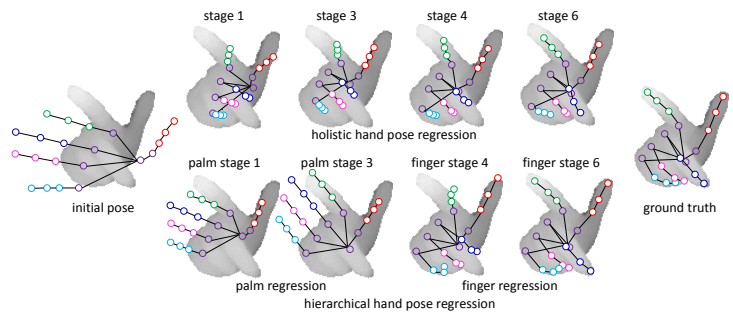 stage 1
stage 3
stage 4
stage 6
holistic hand pose regression
palm stage 1
palm stage 3
finger stage 4
finger stage 6
initial pose
ground truth
palm regression
finger regression
hierarchical hand pose regression